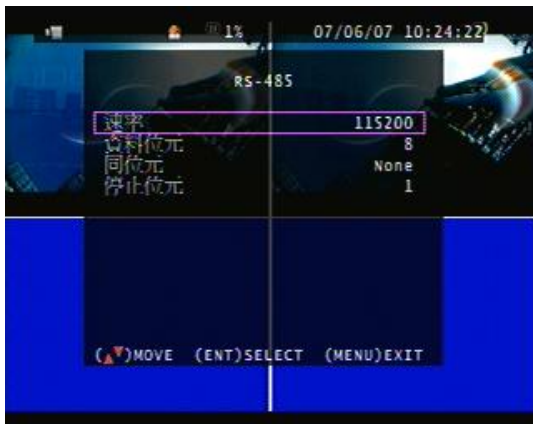 1% 07/06/07 10:24:22
RS-485
速率 115200
資料位元 8
同位元 None
停止位元 1
(▲▼)MOVE (ENT)SELECT (MENU)EXIT